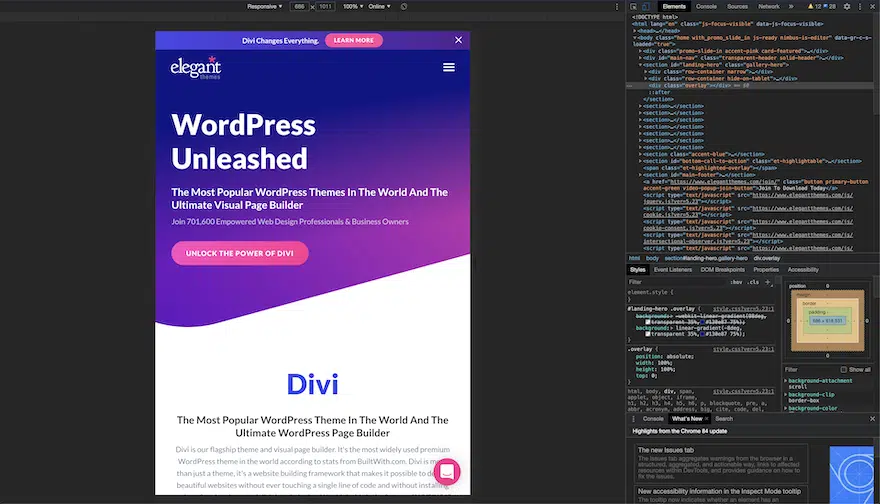 Responsive ▾ 686 x 1011 100% ▾ Online ▾
Divi Changes Everything. LEARN MORE
elegant
themes
WordPress
Unleashed
The Most Popular WordPress Themes In The World And The
Ultimate Visual Page Builder
Join 701,600 Empowered Web Design Professionals & Business Owners
UNLOCK THE POWER OF DIVI
Divi
The Most Popular WordPress Theme In The World And The
Ultimate WordPress Page Builder
Divi is our flagship theme and visual page builder. It's the most widely used premium
WordPress theme in the world according to stats from BuiltWith.com. Divi is
than just a theme, it's a website building framework that makes it possible to
beautiful websites without ever touching a single line of code and without installing
Elements Console Sources Network » 12 28
<!DOCTYPE html>
<html lang="en" class="js-focus-visible" data-js-focus-visible>
▸<head>…</head>
▾<body class="home with_promo_slide_in js-ready nimbus-is-editor" data-gr-c-s-
loaded="true">
▸<div class="promo-slide-in accent-pink card-featured">…</div>
▸<div id="main-nav" class="transparent-header solid-header">…</div>
▾<section id="landing-hero" class="gallery-hero">
▸<div class="row-container narrow">…</div>
▸<div class="row-container hide-on-tablet">…</div>
<div class="overlay"></div> == $0
::after
</section>
▸<section>…</section>
▸<section>…</section>
▸<section>…</section>
▸<section>…</section>
▸<section>…</section>
▸<section class="accent-blue">…</section>
▸<section id="bottom-call-to-action" class="et-highlightable">…</section>
<span class="et-highlighted-overlay"></span>
▸<section id="main-footer">…</section>
<a href="https://www.elegantthemes.com/join/" class="button primary-button
accent-green video-popup-join-button">Join To Download Today</a>
<script type="text/javascript" src="https://www.elegantthemes.com/js/
jquery.js?ver=5.23"></script>
<script type="text/javascript" src="https://www.elegantthemes.com/js/
cookie.js?ver=5.23"></script>
<script type="text/javascript" src="https://www.elegantthemes.com/js/
cookie-consent.js?ver=5.23"></script>
<script type="text/javascript" src="https://www.elegantthemes.com/js/
intersectional-observer.js?ver=5.23"></script>
<script type="text/javascript" src="https://www.elegantthemes.com/js/
html body section#landing-hero.gallery-hero div.overlay
Styles Event Listeners DOM Breakpoints Properties Accessibility
Filter :hov .cls +
element.style {
}
#landing-hero .overlay { style.css?ver=5.23:1
background:▸ -webkit-linear-gradient(98deg,
transparent 35%, #130e87 75%);
background:▸ linear-gradient(-8deg,
transparent 35%, #130e87 75%);
}
.overlay { style.css?ver=5.23:1
position: absolute;
width: 100%;
height: 100%;
top: 0;
}
html, body, div, span, style.css?ver=5.23:1
applet, object, iframe,
h1, h2, h3, h4, h5, h6, p, blockquote, pre, a,
abbr, acronym, address, big, cite, code, del,
position 0
margin
border
padding
0 0
0
Filter Show all
▸background-attachment
scroll
▸background-clip
border-box
▸background-color
Console What's New × Search
Highlights from the Chrome 84 update
The new Issues tab
The Issues tab aggregates warnings from the browser in a
structured, aggregated, and actionable way, links to affected
resources within DevTools, and provides guidance on how to
fix the issues.
New accessibility information in the Inspect Mode tooltip
The tooltip now indicates whether an element has an